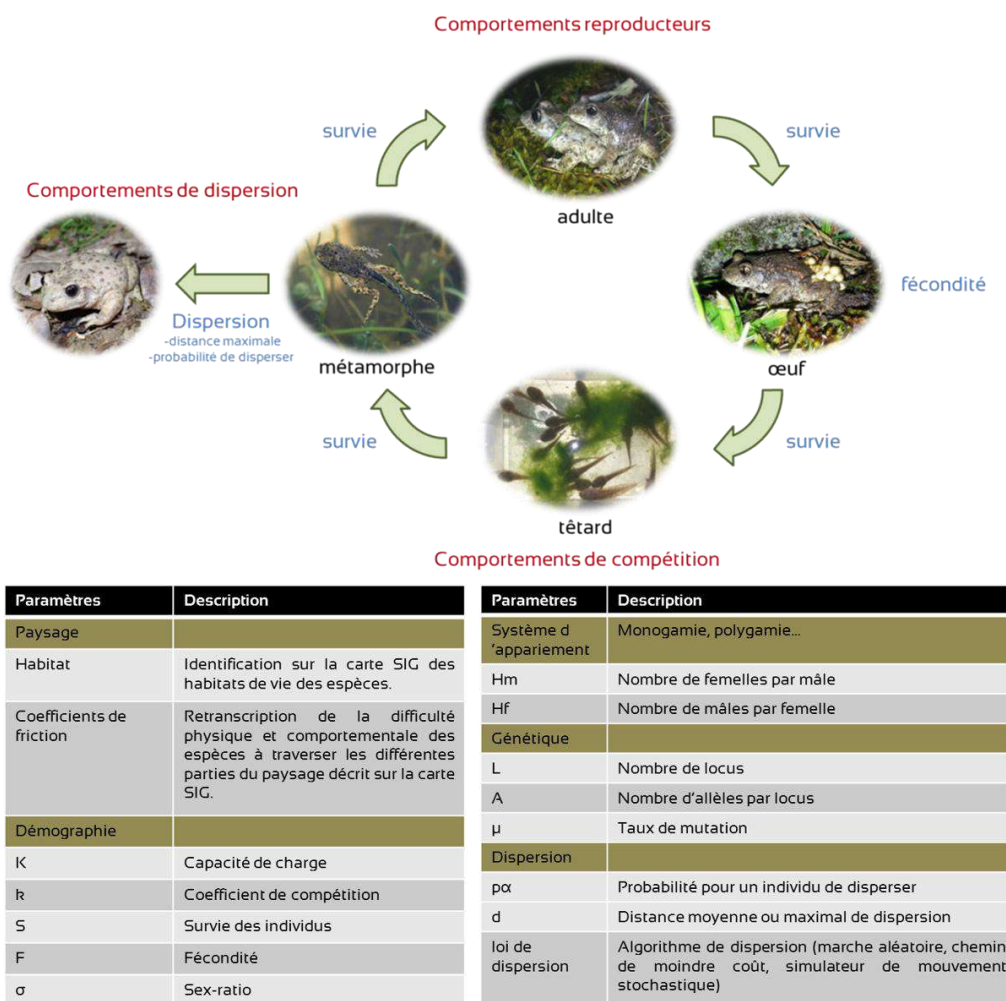 Comportements reproducteurs
survie
survie
Comportements de dispersion
adulte
fécondité
Dispersion
-distance maximale
-probabilité de disperser
métamorphe
œuf
survie
survie
têtard
Comportements de compétition
Paramètres Description
Paysage
Habitat Identification sur la carte SIG des
habitats de vie des espèces.
Coefficients de Retranscription de la difficulté
friction physique et comportementale des
espèces à traverser les différentes
parties du paysage décrit sur la carte
SIG.
Démographie
K Capacité de charge
k Coefficient de compétition
S Survie des individus
F Fécondité
σ Sex-ratio
Paramètres Description
Système d Monogamie, polygamie...
'appariement
Hm Nombre de femelles par mâle
Hf Nombre de mâles par femelle
Génétique
L Nombre de locus
A Nombre d'allèles par locus
μ Taux de mutation
Dispersion
pα Probabilité pour un individu de disperser
d Distance moyenne ou maximal de dispersion
loi de Algorithme de dispersion (marche aléatoire, chemin
dispersion de moindre coût, simulateur de mouvement
stochastique)